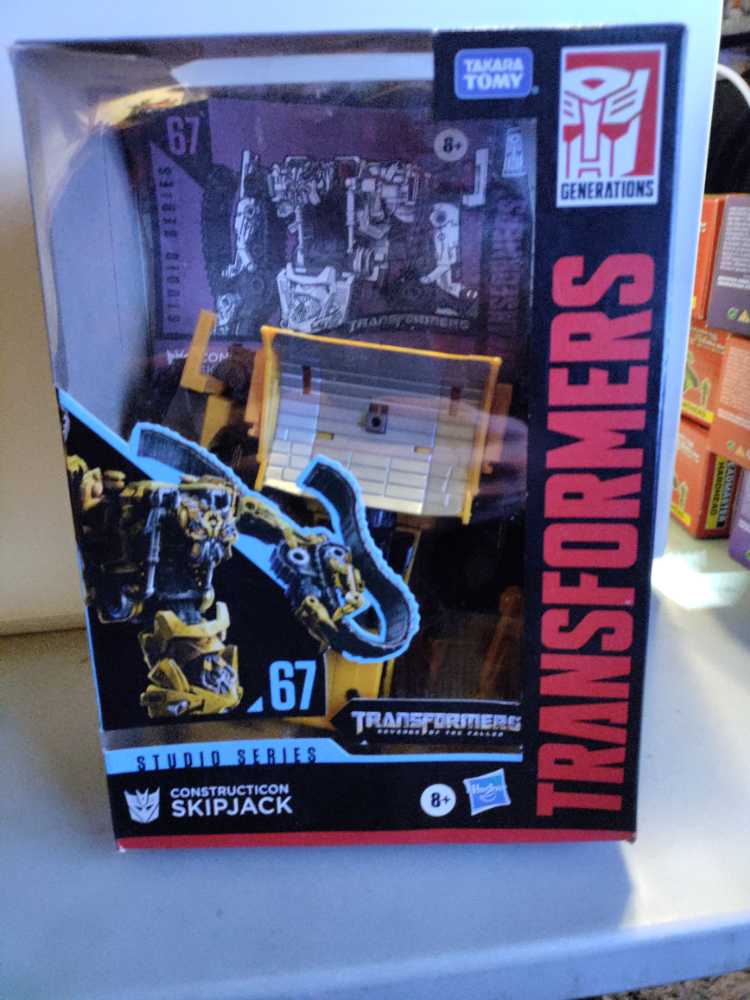 TAKARA
TOMY
GENERATIONS
TRANSFORMERS
67
8+
STUDIO SERIES
TRANSFORMERS
CON
67
TRANSFORMERS
REVENGE OF THE FALLEN
STUDIO SERIES
CONSTRUCTICON
SKIPJACK
8+
Hasbro